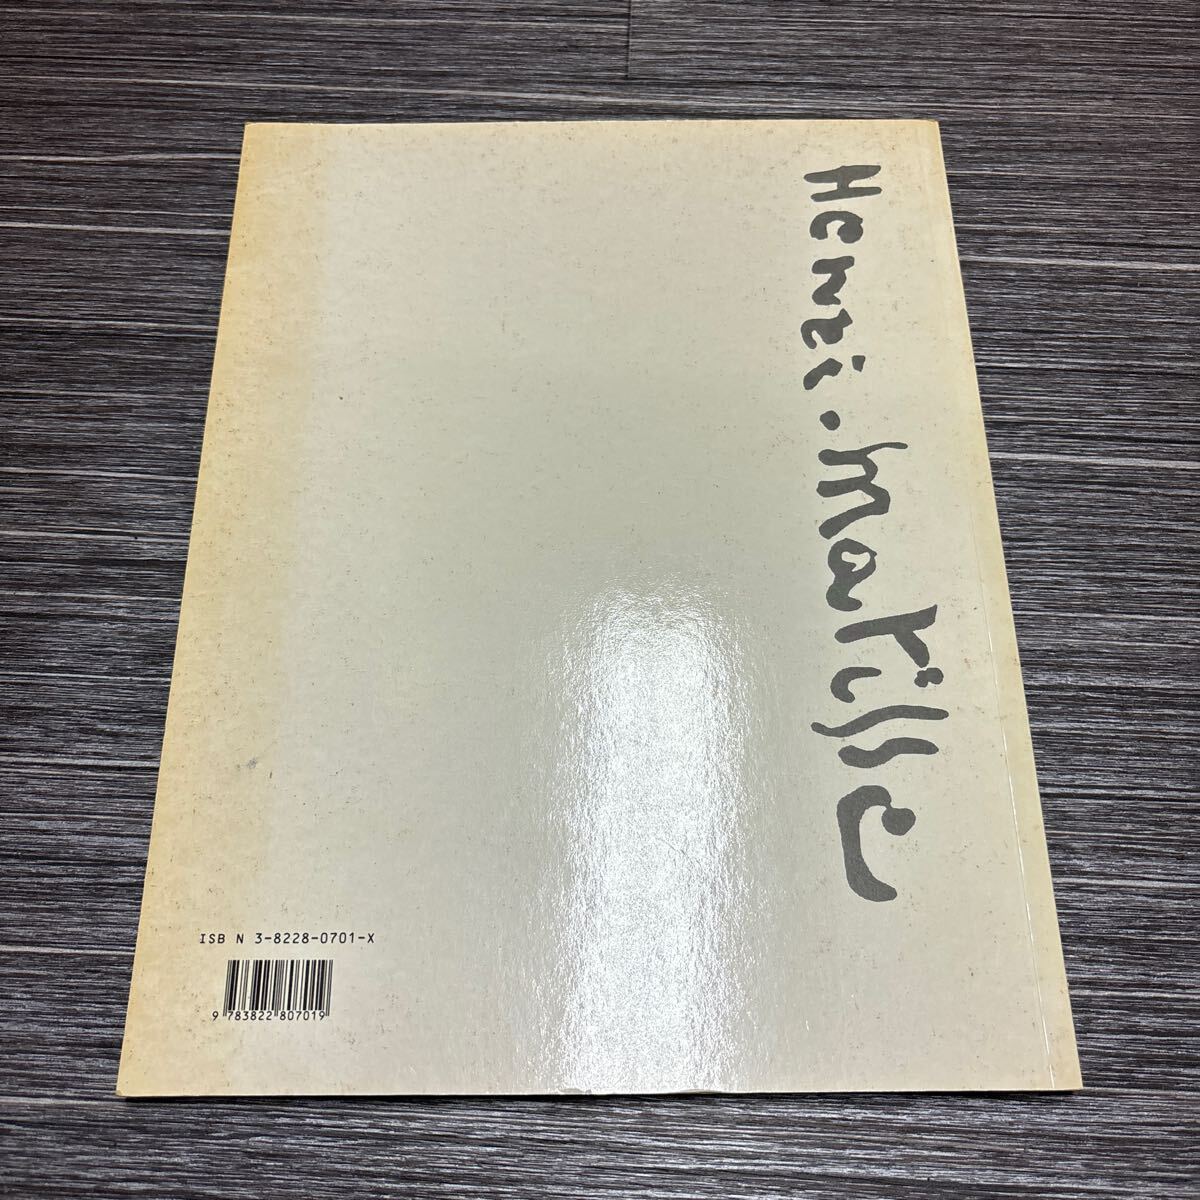 Henri. Matisse
ISB N 3-8228-0701-X
9 783822 807019